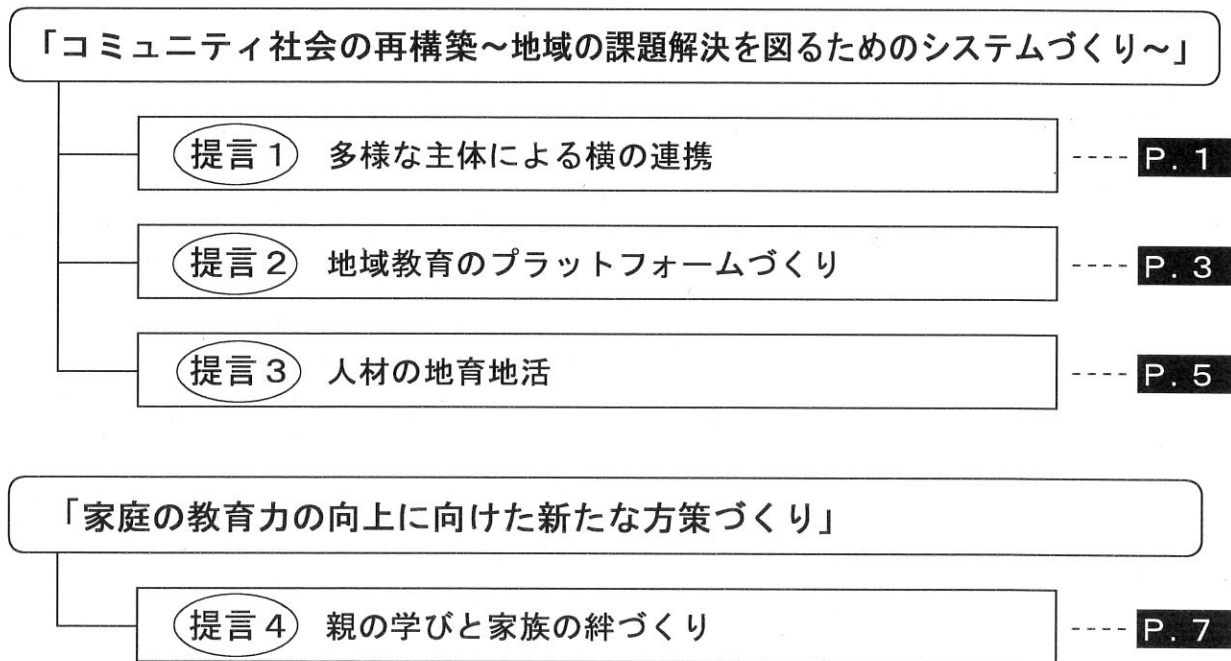 「コミュニティ社会の再構築～地域の課題解決を図るためのシステムづくり～」
提言１ 多様な主体による横の連携 ---- P．１
提言２ 地域教育のプラットフォームづくり ---- P．３
提言３ 人材の地育地活 ---- P．５
「家庭の教育力の向上に向けた新たな方策づくり」
提言４ 親の学びと家族の絆づくり ---- P．７